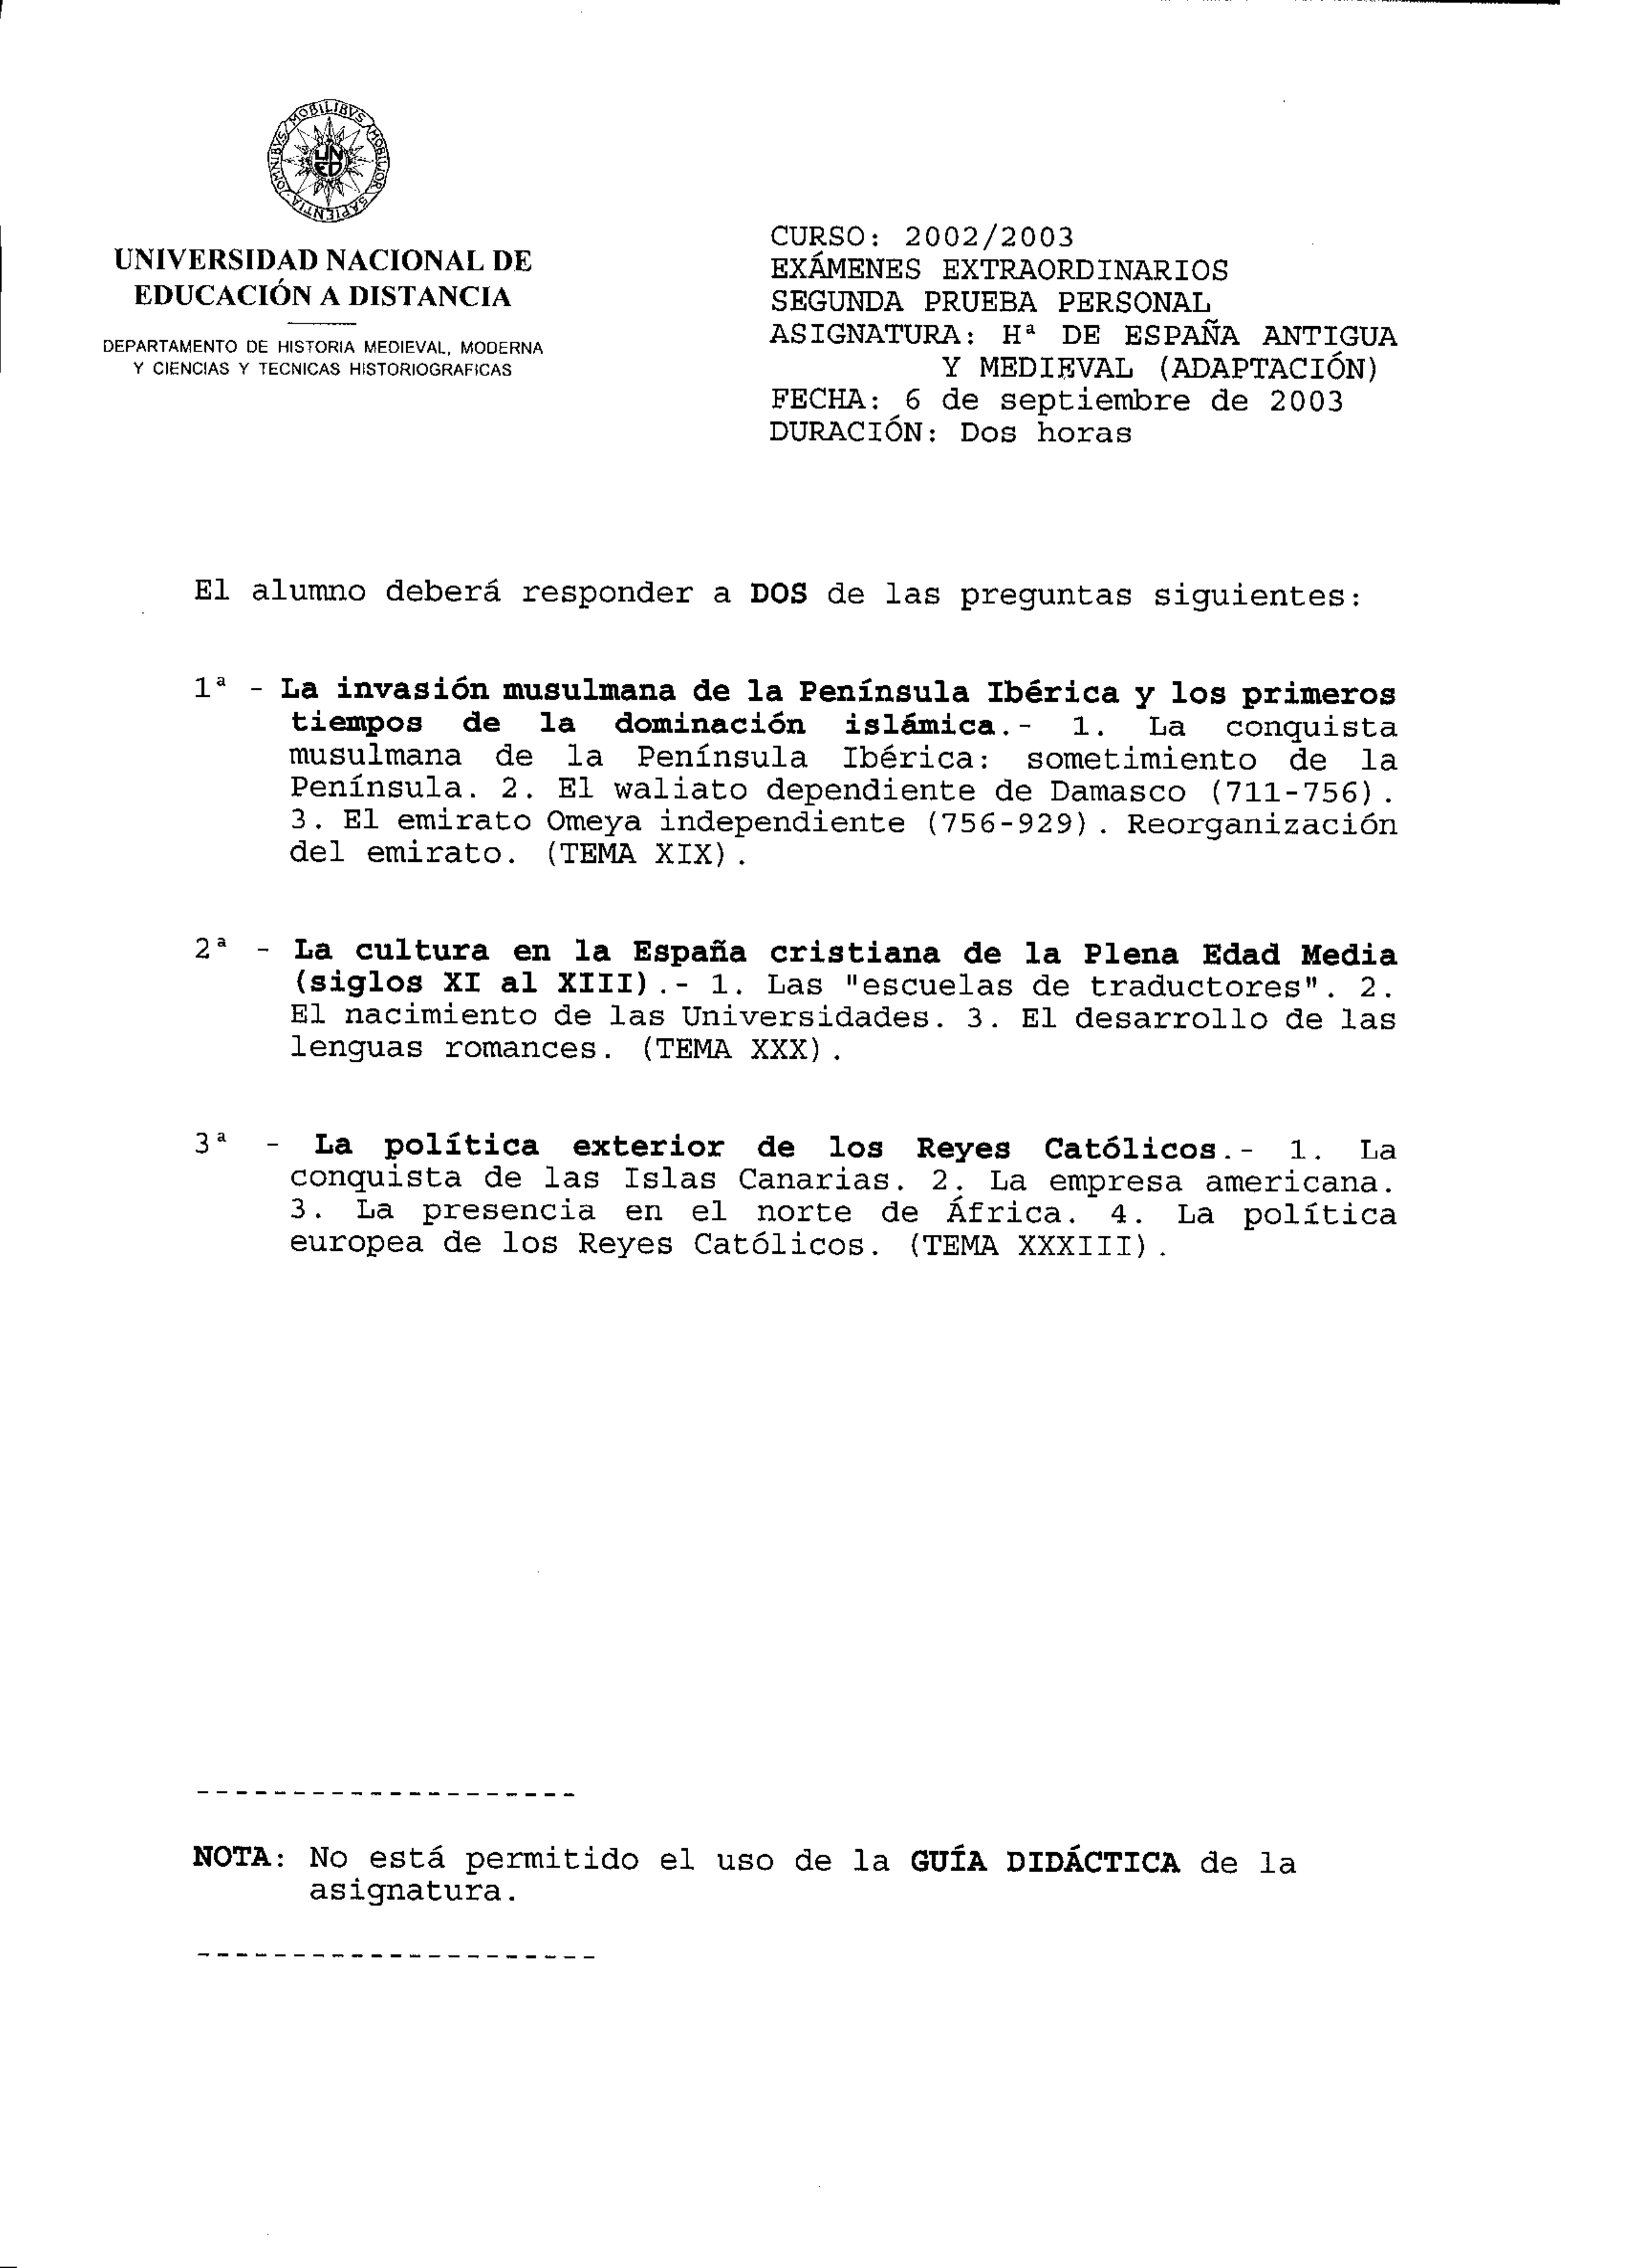 OMNIBVS MOBILIBVS MOBILIOR SAPIENTIA
UN
ED
UNIVERSIDAD NACIONAL DE
EDUCACIÓN A DISTANCIA
DEPARTAMENTO DE HISTORIA MEDIEVAL, MODERNA
Y CIENCIAS Y TECNICAS HISTORIOGRAFICAS
CURSO: 2002/2003
EXÁMENES EXTRAORDINARIOS
SEGUNDA PRUEBA PERSONAL
ASIGNATURA: Hª DE ESPAÑA ANTIGUA
Y MEDIEVAL (ADAPTACIÓN)
FECHA: 6 de septiembre de 2003
DURACIÓN: Dos horas
El alumno deberá responder a DOS de las preguntas siguientes:
1ª - La invasión musulmana de la Península Ibérica y los primeros
tiempos de la dominación islámica.- 1. La conquista
musulmana de la Península Ibérica: sometimiento de la
Península. 2. El waliato dependiente de Damasco (711-756).
3. El emirato Omeya independiente (756-929). Reorganización
del emirato. (TEMA XIX).
2ª - La cultura en la España cristiana de la Plena Edad Media
(siglos XI al XIII).- 1. Las "escuelas de traductores". 2.
El nacimiento de las Universidades. 3. El desarrollo de las
lenguas romances. (TEMA XXX).
3ª - La política exterior de los Reyes Católicos.- 1. La
conquista de las Islas Canarias. 2. La empresa americana.
3. La presencia en el norte de África. 4. La política
europea de los Reyes Católicos. (TEMA XXXIII).
--------------------
NOTA: No está permitido el uso de la GUÍA DIDÁCTICA de la
asignatura.
---------------------